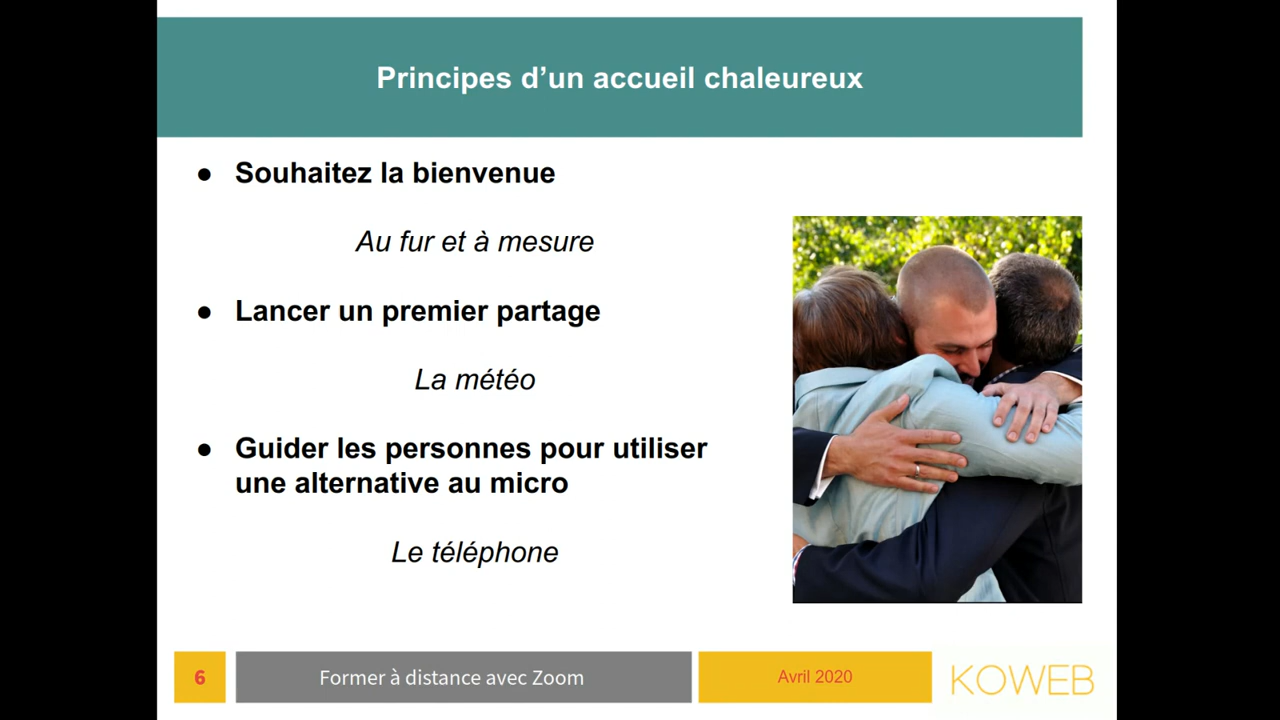 Principes d’un accueil chaleureux
● Souhaitez la bienvenue
Au fur et à mesure
● Lancer un premier partage
La météo
● Guider les personnes pour utiliser
une alternative au micro
Le téléphone
6
Former à distance avec Zoom
Avril 2020
KOWEB